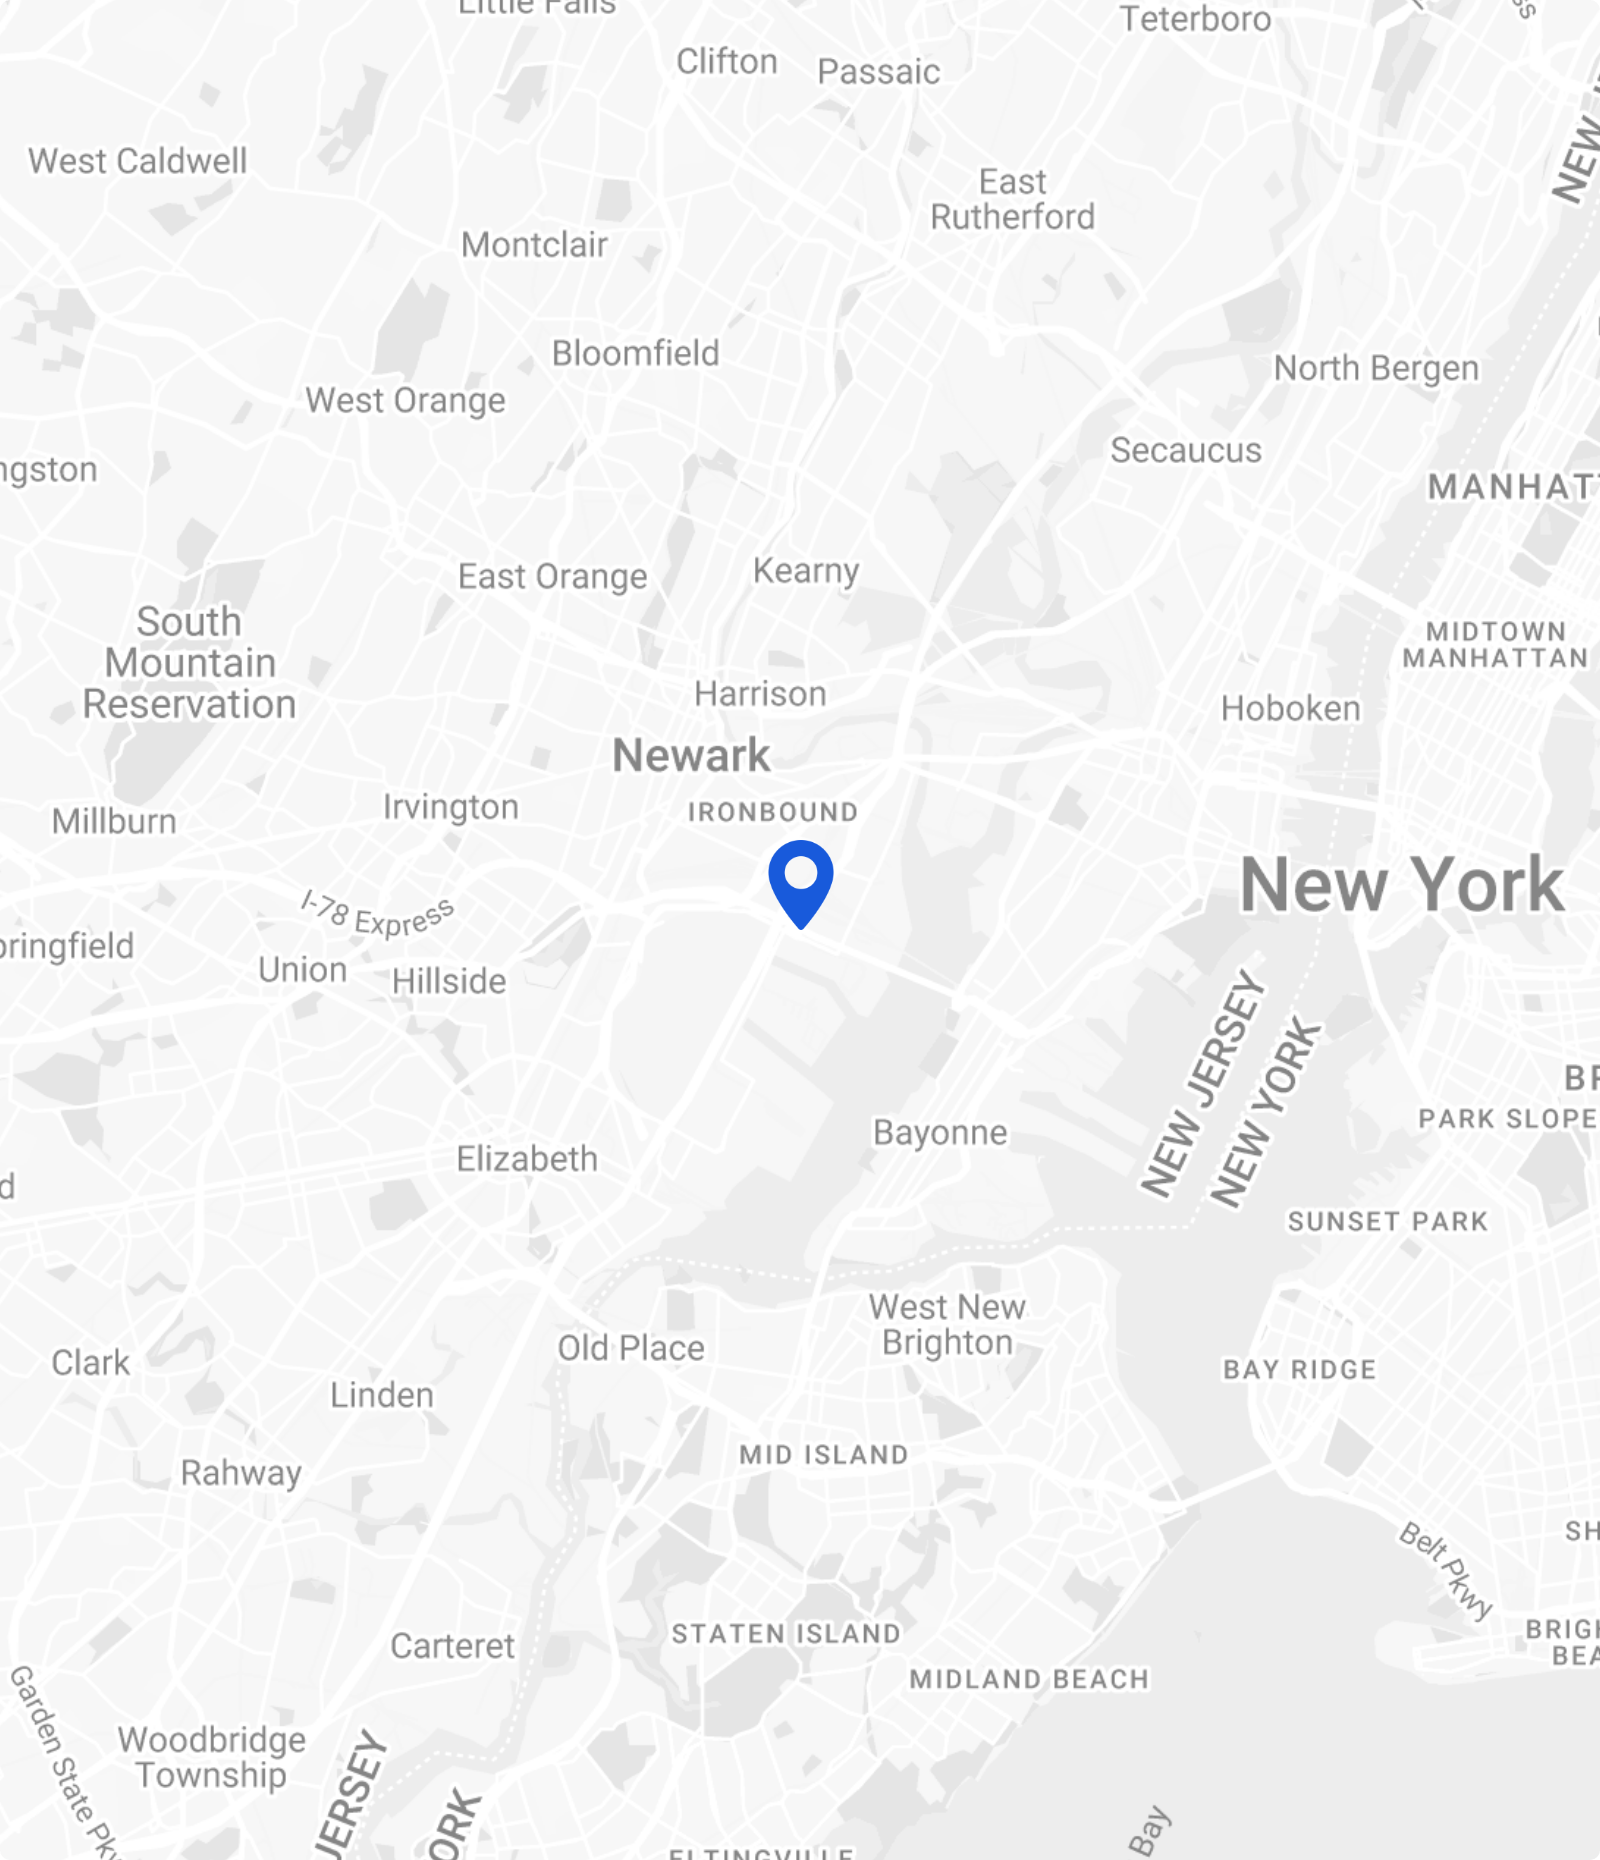 Little Falls
Teterboro
Clifton
Passaic
West Caldwell
East
Rutherford
NEW
Montclair
Bloomfield
North Bergen
West Orange
Secaucus
ngston
MANHAT
East Orange
Kearny
South
Mountain
Reservation
MIDTOWN
MANHATTAN
Harrison
Hoboken
Newark
Millburn
Irvington
IRONBOUND
New York
I-78 Express
pringfield
Union
Hillside
NEW JERSEY
NEW YORK
BR
PARK SLOPE
Bayonne
Elizabeth
d
SUNSET PARK
West New
Brighton
Old Place
Clark
BAY RIDGE
Linden
MID ISLAND
Rahway
SH
Belt Pkwy
STATEN ISLAND
BRIGH
BEA
Carteret
MIDLAND BEACH
Garden State Pkw
Woodbridge
Township
JERSEY
ORK
Bay
ELTINGVILLE